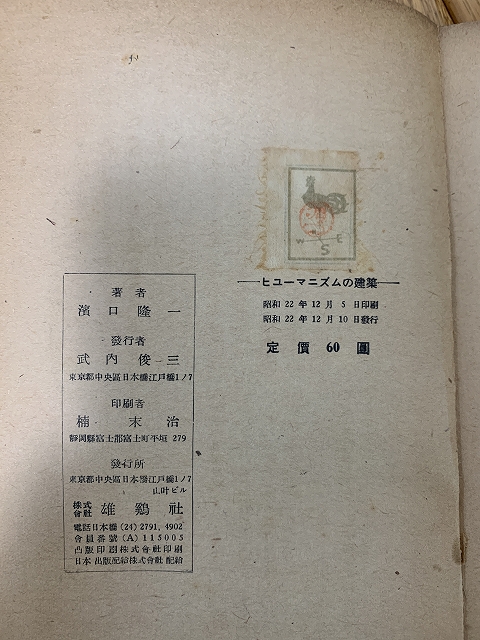 W E
S
ヒユーマニズムの建築
昭和 22 年 12 月 5 日印刷
昭和 22 年 12 月 10 日發行
定價 60 圓
著者
濱口隆一
發行者
武内俊三
東京都中央區日本橋江戸橋1ノ7
印刷者
楠末治
靜岡縣富士郡富士町平垣 279
發行所
東京都中央區日本橋江戸橋1ノ7
山叶ビル
株式會社 雄鷄社
電話日本橋 (24) 2791, 4902
會員番號 (A) 115005
凸版印刷株式會社印刷
日本出版配給株式會社配給